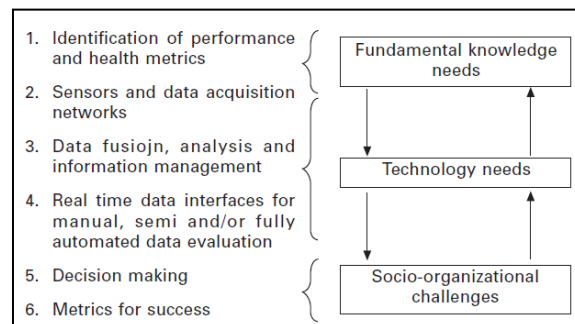 1. Identification of performance
and health metrics
2. Sensors and data acquisition
networks
3. Data fusiojn, analysis and
information management
4. Real time data interfaces for
manual, semi and/or fully
automated data evaluation
5. Decision making
6. Metrics for success
Fundamental knowledge
needs
Technology needs
Socio-organizational
challenges